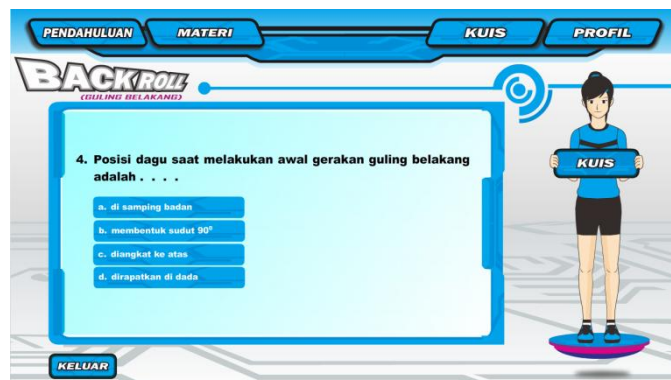 PENDAHULUAN
MATERI
KUIS
PROFIL
BACK ROLL
(GULING BELAKANG)
4. Posisi dagu saat melakukan awal gerakan guling belakang
adalah . . . .
a. di samping badan
b. membentuk sudut 90⁰
c. diangkat ke atas
d. dirapatkan di dada
KUIS
KELUAR